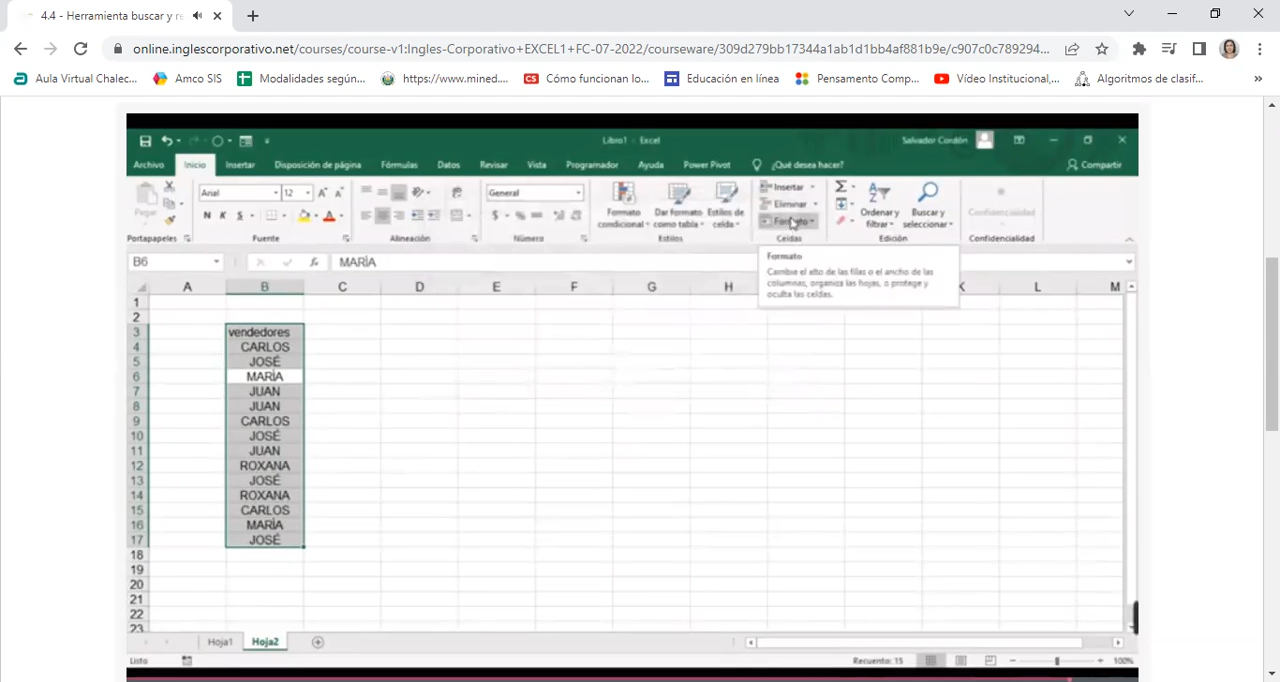 4.4 - Herramienta buscar y re
online.inglescorporativo.net/courses/course-v1:Ingles-Corporativo+EXCEL1+FC-07-2022/courseware/309d279bb17344a1ab1d1bb4af881b9e/c907c0c789294...
Aula Virtual Chalec... Amco SIS Modalidades según... https://www.mined... CS Cómo funcionan lo... Educación en línea Pensamento Comp... Vídeo Institucional,... Algoritmos de clasif... »
Libro1 - Excel Salvador Cordón
Archivo Inicio Insertar Disposición de página Fórmulas Datos Revisar Vista Programador Ayuda Power Pivot ¿Qué desea hacer? Compartir
Pegar Arial 12 General Formato condicional Dar formato como tabla Estilos de celda Insertar Eliminar Formato Ordenar y filtrar Buscar y seleccionar Confidencialidad
N K S $ % 000
Portapapeles Fuente Alineación Número Estilos Celdas Edición Confidencialidad
B6 fx MARÍA
Formato
Cambie el alto de las filas o el ancho de las
columnas, organice las hojas, o protege y
oculta las celdas.
A B C D E F G H K L M
1
2
3 vendedores
4 CARLOS
5 JOSÉ
6 MARÍA
7 JUAN
8 JUAN
9 CARLOS
10 JOSÉ
11 JUAN
12 ROXANA
13 JOSÉ
14 ROXANA
15 CARLOS
16 MARÍA
17 JOSÉ
18
19
20
21
22
23
Hoja1 Hoja2
Listo Recuento: 15 100%